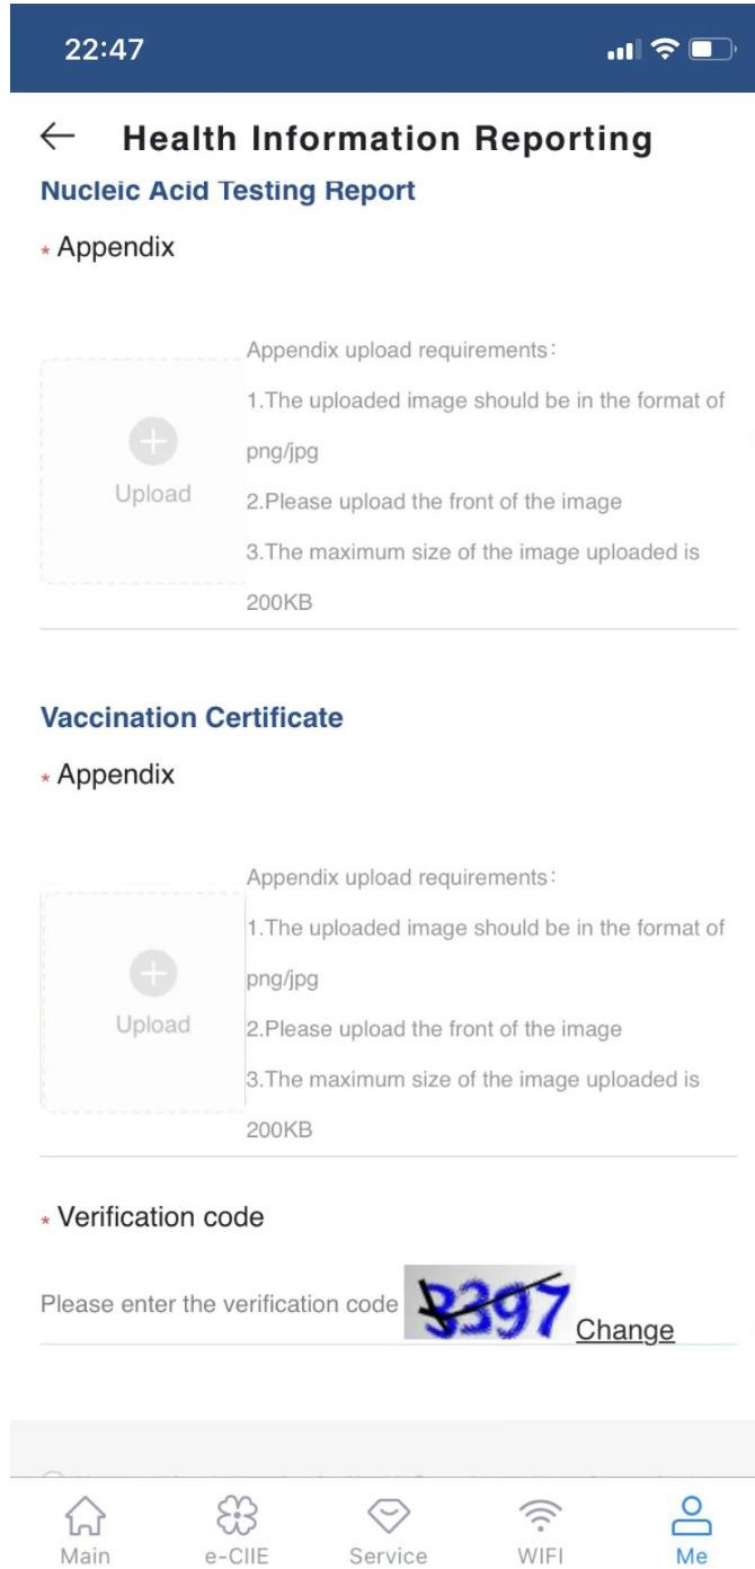 22:47
Health Information Reporting
Nucleic Acid Testing Report
* Appendix
Appendix upload requirements:
1.The uploaded image should be in the format of
png/jpg
Upload
2.Please upload the front of the image
3.The maximum size of the image uploaded is
200KB
Vaccination Certificate
* Appendix
Appendix upload requirements:
1.The uploaded image should be in the format of
png/jpg
Upload
2.Please upload the front of the image
3.The maximum size of the image uploaded is
200KB
* Verification code
Please enter the verification code 3397 Change
Main e-CIIE Service WIFI Me